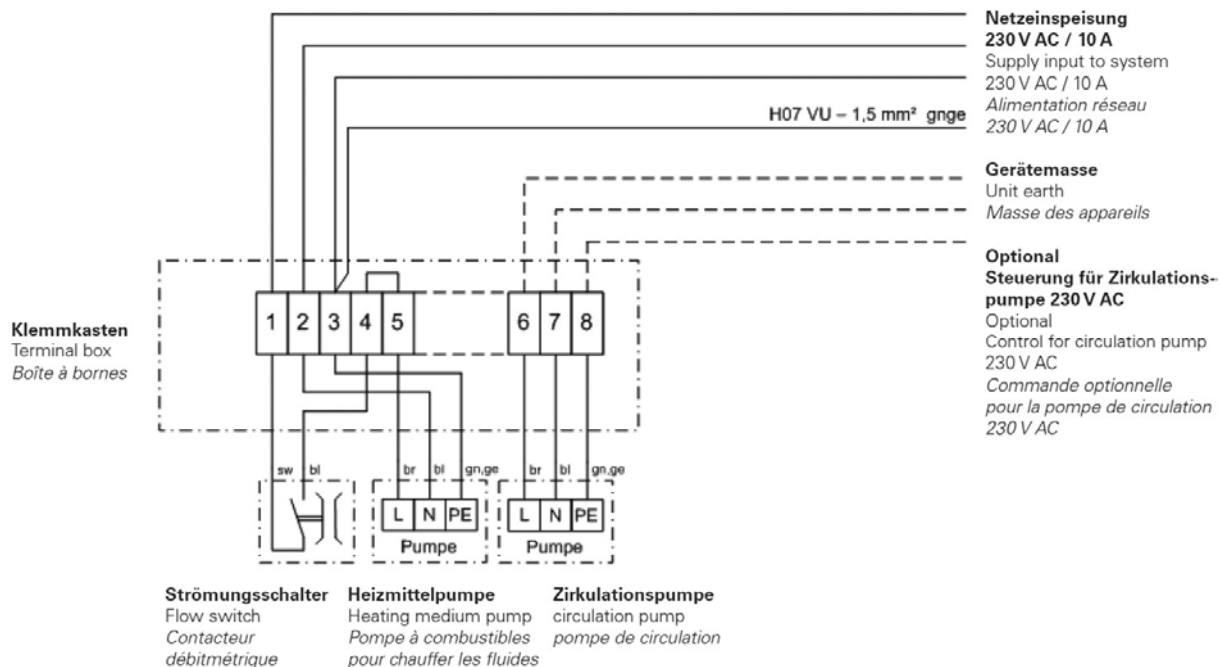 Netzeinspeisung
230 V AC / 10 A
Supply input to system
230 V AC / 10 A
Alimentation réseau
230 V AC / 10 A
H07 VU – 1,5 mm² gnge
Gerätemasse
Unit earth
Masse des appareils
Optional
Steuerung für Zirkulations-
pumpe 230 V AC
Optional
Control for circulation pump
230 V AC
Commande optionnelle
pour la pompe de circulation
230 V AC
Klemmkasten
Terminal box
Boîte à bornes
1 2 3 4 5 6 7 8
sw bl br bl gn,ge br bl gn,ge
L N PE L N PE
Pumpe Pumpe
Strömungsschalter
Flow switch
Contacteur
débitmétrique
Heizmittelpumpe
Heating medium pump
Pompe à combustibles
pour chauffer les fluides
Zirkulationspumpe
circulation pump
pompe de circulation